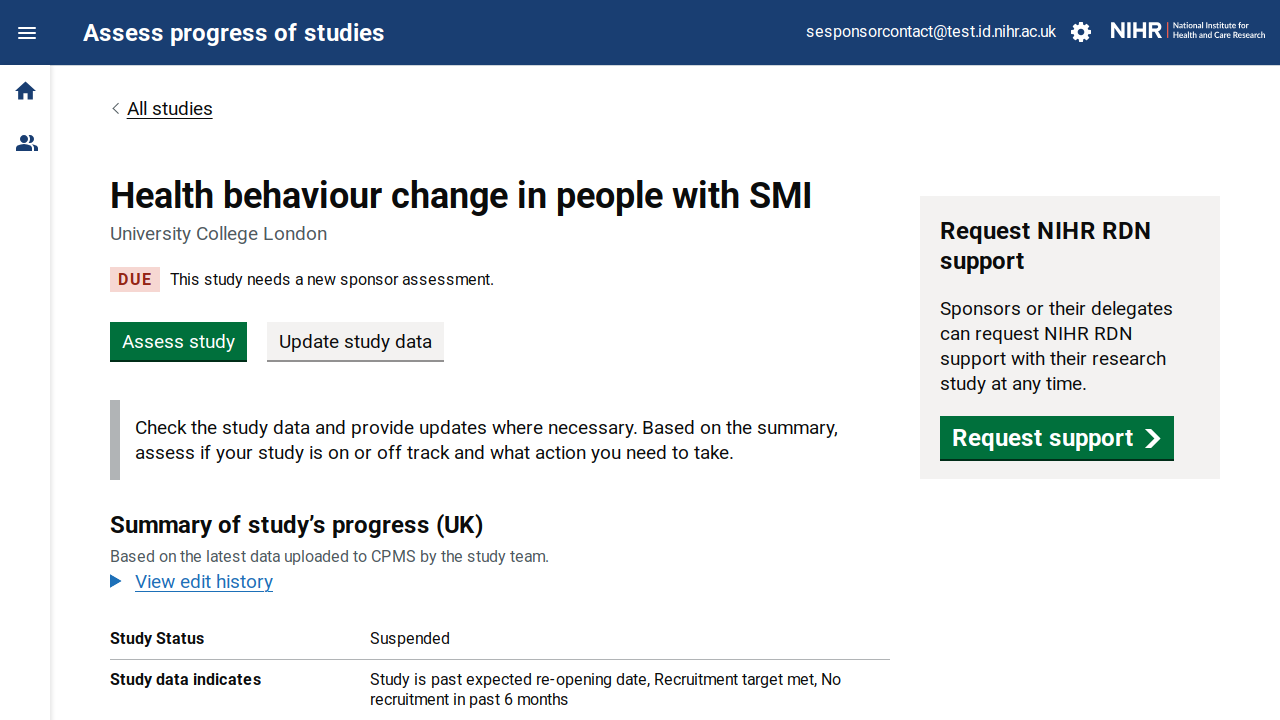 Assess progress of studies
sesponsorcontact@test.id.nihr.ac.uk
NIHR | National Institute for
Health and Care Research
All studies
Health behaviour change in people with SMI
University College London
DUE This study needs a new sponsor assessment.
Assess study
Update study data
Check the study data and provide updates where necessary. Based on the summary,
assess if your study is on or off track and what action you need to take.
Summary of study’s progress (UK)
Based on the latest data uploaded to CPMS by the study team.
View edit history
Study Status Suspended
Study data indicates Study is past expected re-opening date, Recruitment target met, No
recruitment in past 6 months
Request NIHR RDN
support
Sponsors or their delegates
can request NIHR RDN
support with their research
study at any time.
Request support